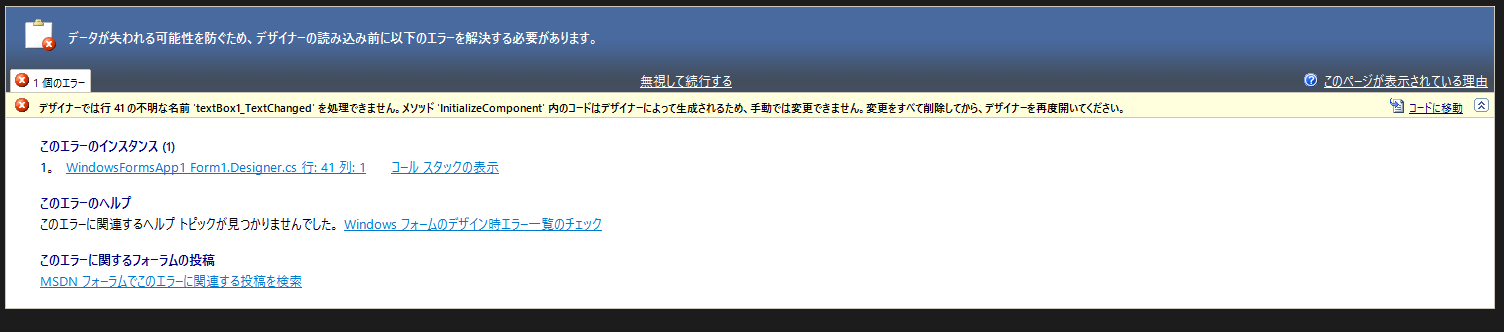 データが失われる可能性を防ぐため、デザイナーの読み込み前に以下のエラーを解決する必要があります。
1 個のエラー 無視して続行する このページが表示されている理由
デザイナーでは行 41 の不明な名前 'textBox1_TextChanged' を処理できません。メソッド 'InitializeComponent' 内のコードはデザイナーによって生成されるため、手動では変更できません。変更をすべて削除してから、デザイナーを再度開いてください。 コードに移動
このエラーのインスタンス (1)
1。 WindowsFormsApp1 Form1.Designer.cs 行: 41 列: 1 コール スタックの表示
このエラーのヘルプ
このエラーに関連するヘルプ トピックが見つかりませんでした。 Windows フォームのデザイン時エラー一覧のチェック
このエラーに関するフォーラムの投稿
MSDN フォーラムでこのエラーに関連する投稿を検索